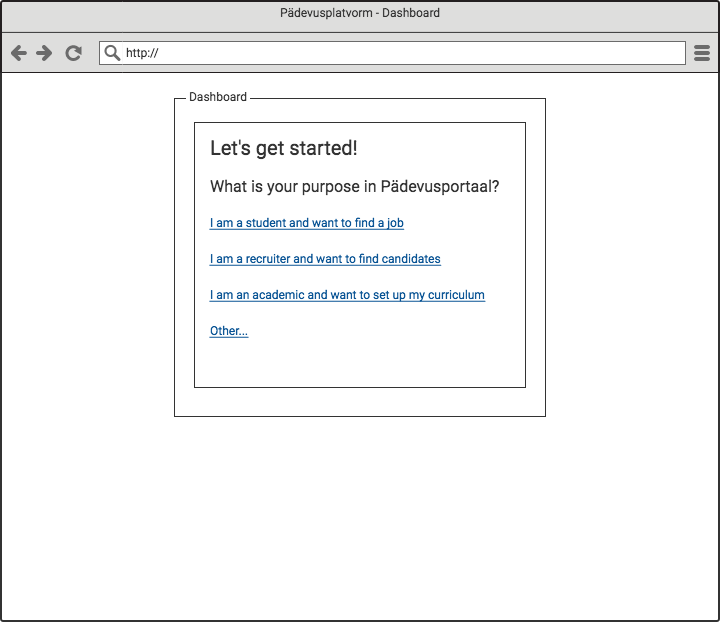 Pädevusplatvorm - Dashboard
http://
Dashboard
Let's get started!
What is your purpose in Pädevusportaal?
I am a student and want to find a job
I am a recruiter and want to find candidates
I am an academic and want to set up my curriculum
Other...